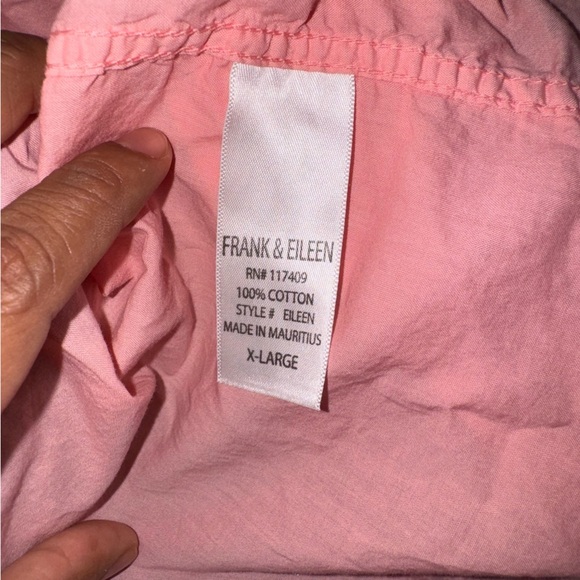 FRANK & EILEEN
RN# 117409
100% COTTON
STYLE # EILEEN
MADE IN MAURITIUS
X-LARGE